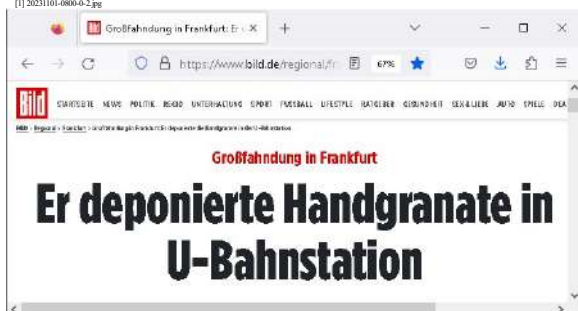 [1] 20231101-0800-0-2.jpg
Großfahndung in Frankfurt: Er
https://www.bild.de/regional/fr
67%
Bild
STARTSEITE NEWS POLITIK REGIO UNTERHALTUNG SPORT FUSSBALL LIFESTYLE RATGEBER GESUNDHEIT SEX & LIEBE AUTO SPIELE DEA
Großfahndung in Frankfurt
Er deponierte Handgranate in
U-Bahnstation